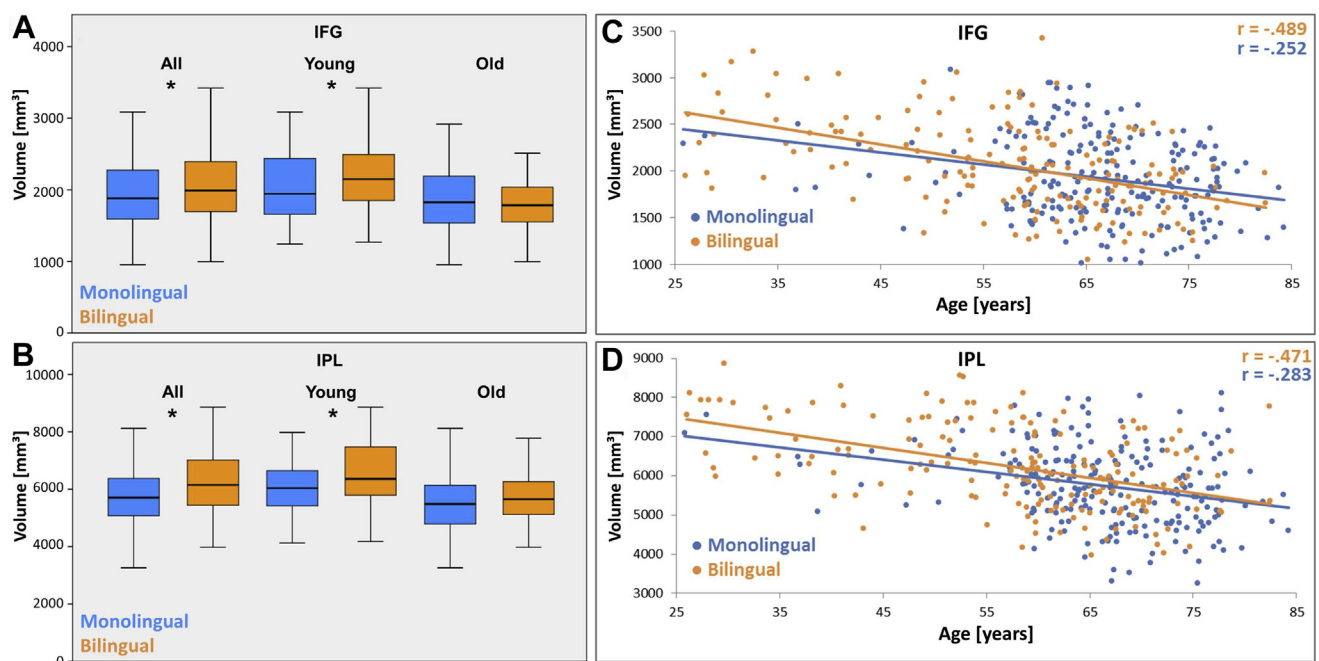 A
IFG
All
Young
Old
*
*
Volume [mm³]
4000
3000
2000
1000
0
Monolingual
Bilingual
B
IPL
All
Young
Old
*
*
Volume [mm³]
10000
8000
6000
4000
2000
0
Monolingual
Bilingual
C
IFG
r = -.489
r = -.252
Volume [mm³]
3500
3000
2500
2000
1500
1000
Monolingual
Bilingual
25 35 45 55 65 75 85
Age [years]
D
IPL
r = -.471
r = -.283
Volume [mm³]
9000
8000
7000
6000
5000
4000
3000
Monolingual
Bilingual
25 35 45 55 65 75 85
Age [years]